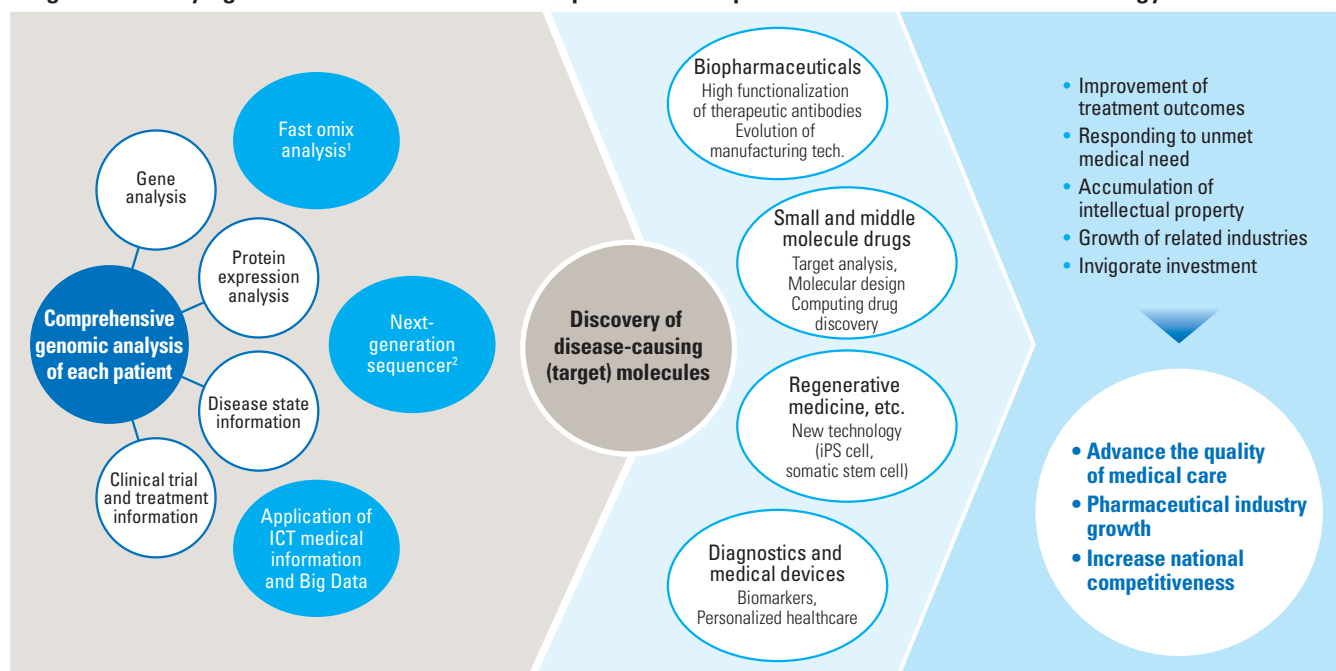 Fast omix
analysis1
Gene
analysis
Protein
expression
analysis
Comprehensive
genomic analysis
of each patient
Next-
generation
sequencer2
Disease state
information
Clinical trial
and treatment
information
Application of
ICT medical
information
and Big Data
Discovery of
disease-causing
(target) molecules
Biopharmaceuticals
High functionalization
of therapeutic antibodies
Evolution of
manufacturing tech.
Small and middle
molecule drugs
Target analysis,
Molecular design
Computing drug
discovery
Regenerative
medicine, etc.
New technology
(iPS cell,
somatic stem cell)
Diagnostics and
medical devices
Biomarkers,
Personalized healthcare
• Improvement of
treatment outcomes
• Responding to unmet
medical need
• Accumulation of
intellectual property
• Growth of related industries
• Invigorate investment
• Advance the quality
of medical care
• Pharmaceutical industry
growth
• Increase national
competitiveness